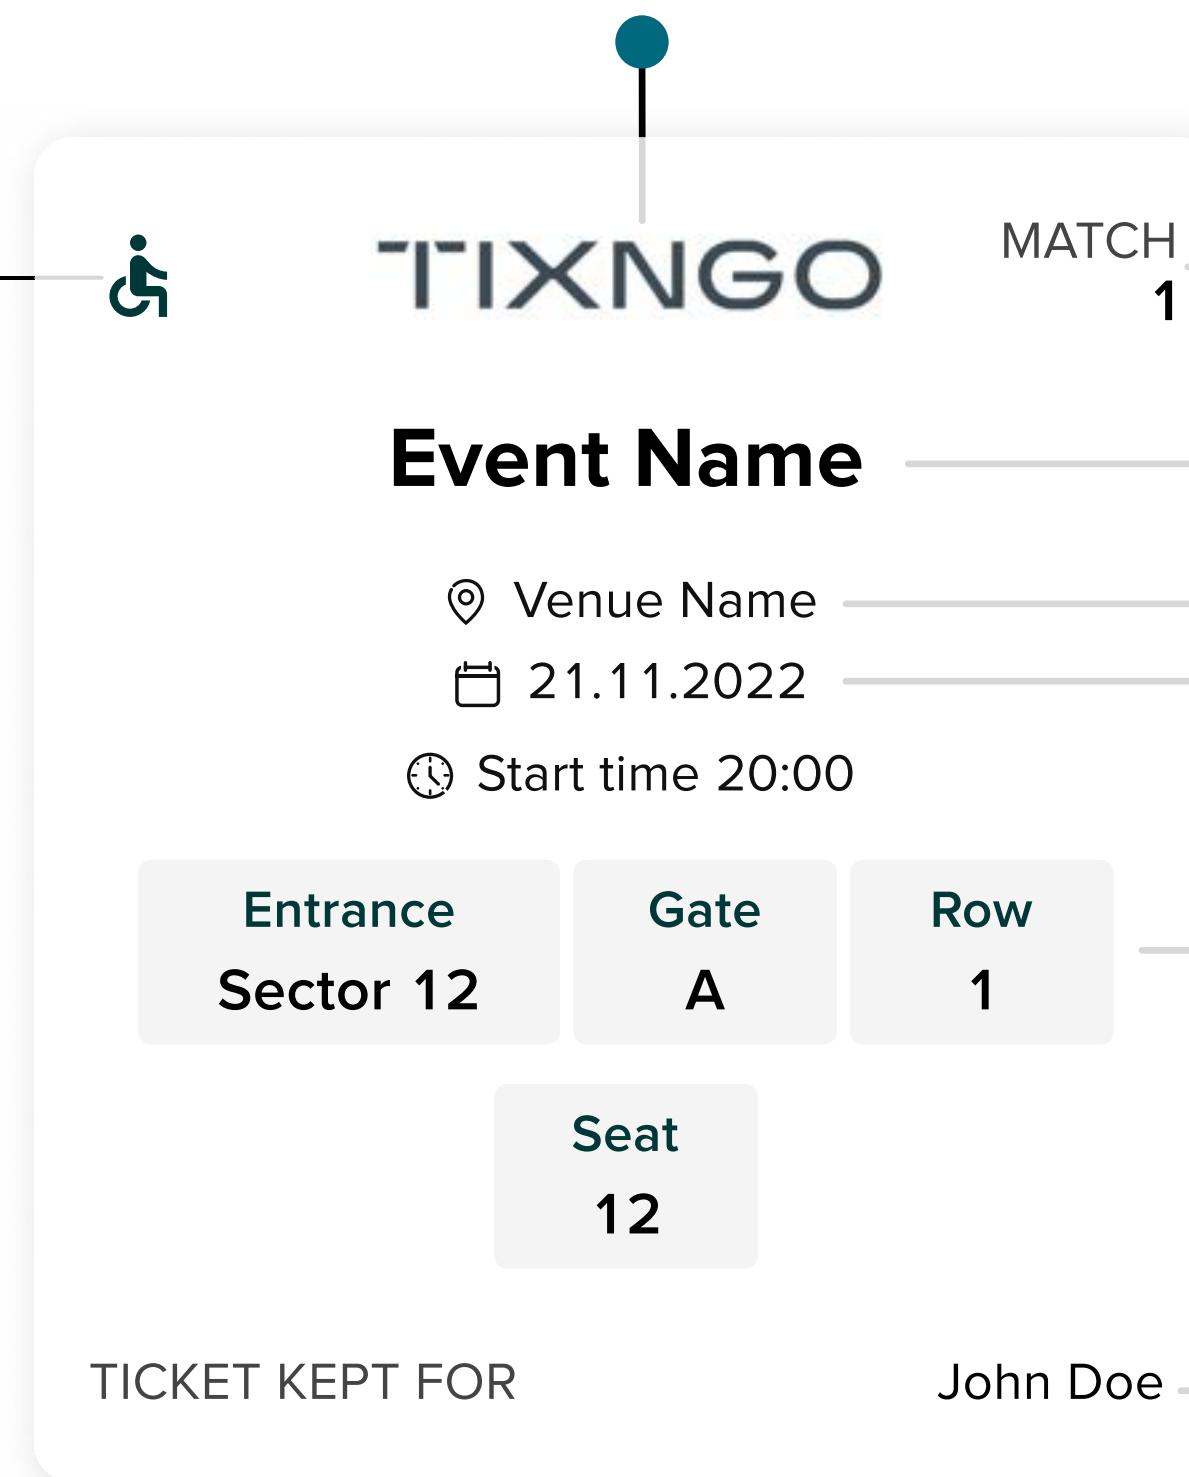 TIXNGO
MATCH
1
Event Name
Venue Name
21.11.2022
Start time 20:00
Entrance
Sector 12
Gate
A
Row
1
Seat
12
TICKET KEPT FOR
John Doe